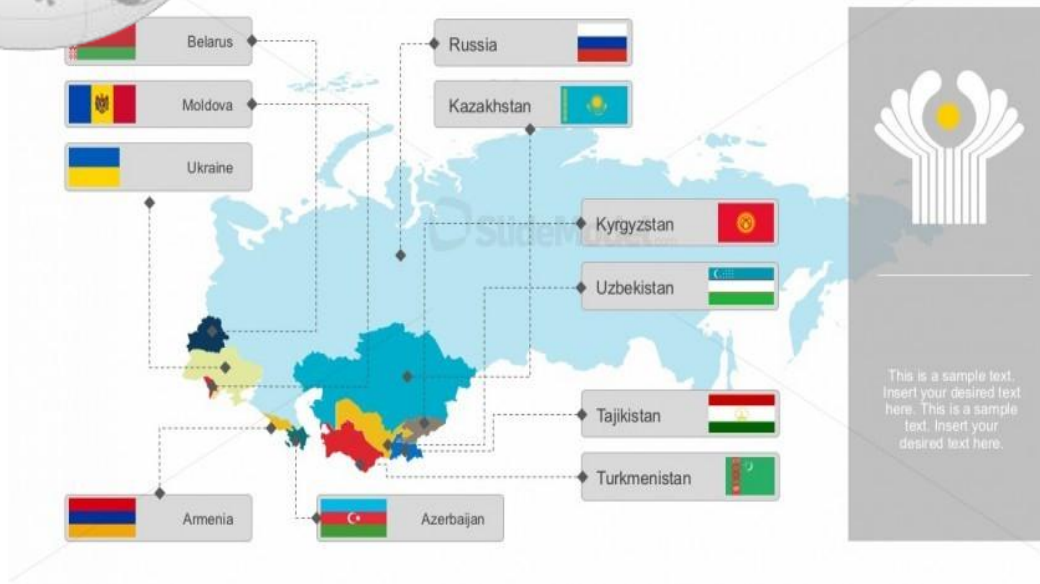 Belarus
Russia
Moldova
Kazakhstan
Ukraine
Kyrgyzstan
Uzbekistan
Tajikistan
Turkmenistan
Armenia
Azerbaijan
This is a sample text.
Insert your desired text
here. This is a sample
text. Insert your
desired text here.